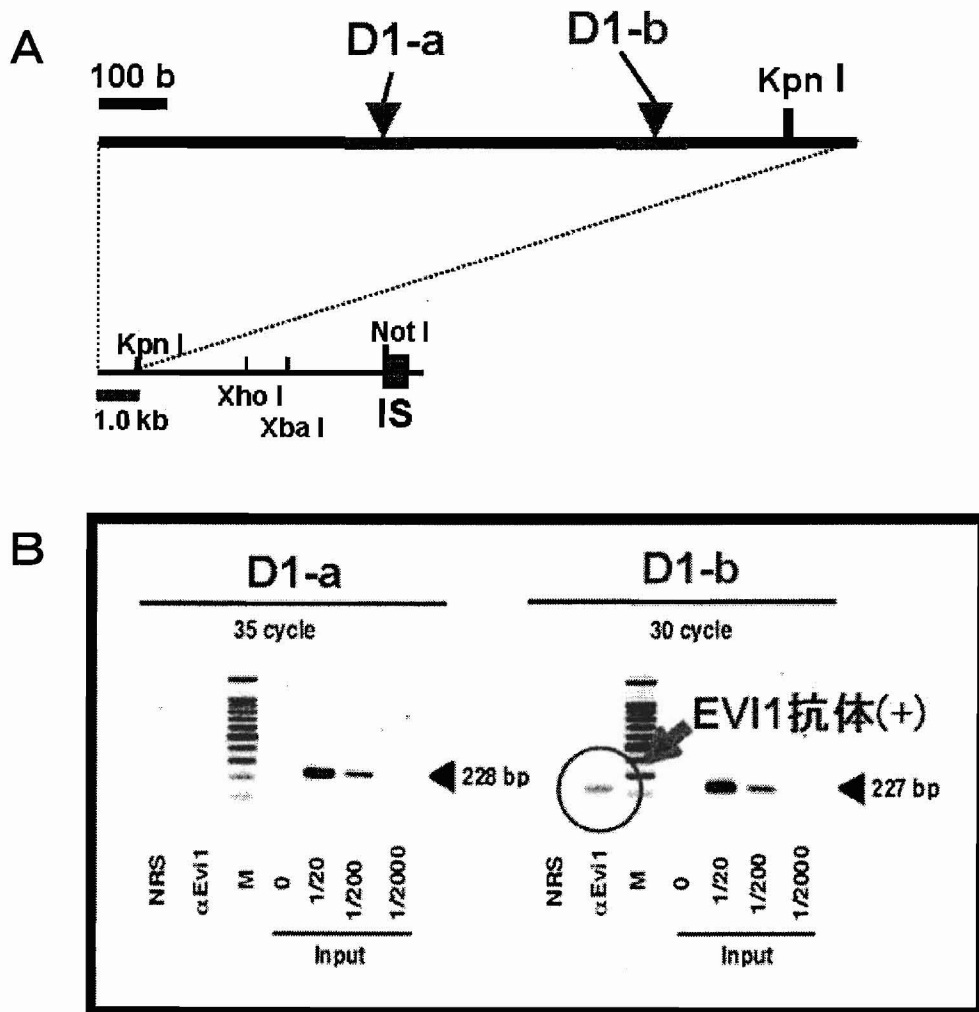 A
D1-a
D1-b
100 b
Kpn I
Kpn I
Not I
Xho I
Xba I
IS
1.0 kb
B
D1-a
D1-b
35 cycle
30 cycle
EVI1抗体(+)
228 bp
227 bp
NRS
αEvi1
M
0
1/20
1/200
1/2000
Input
NRS
αEvi1
M
0
1/20
1/200
1/2000
Input